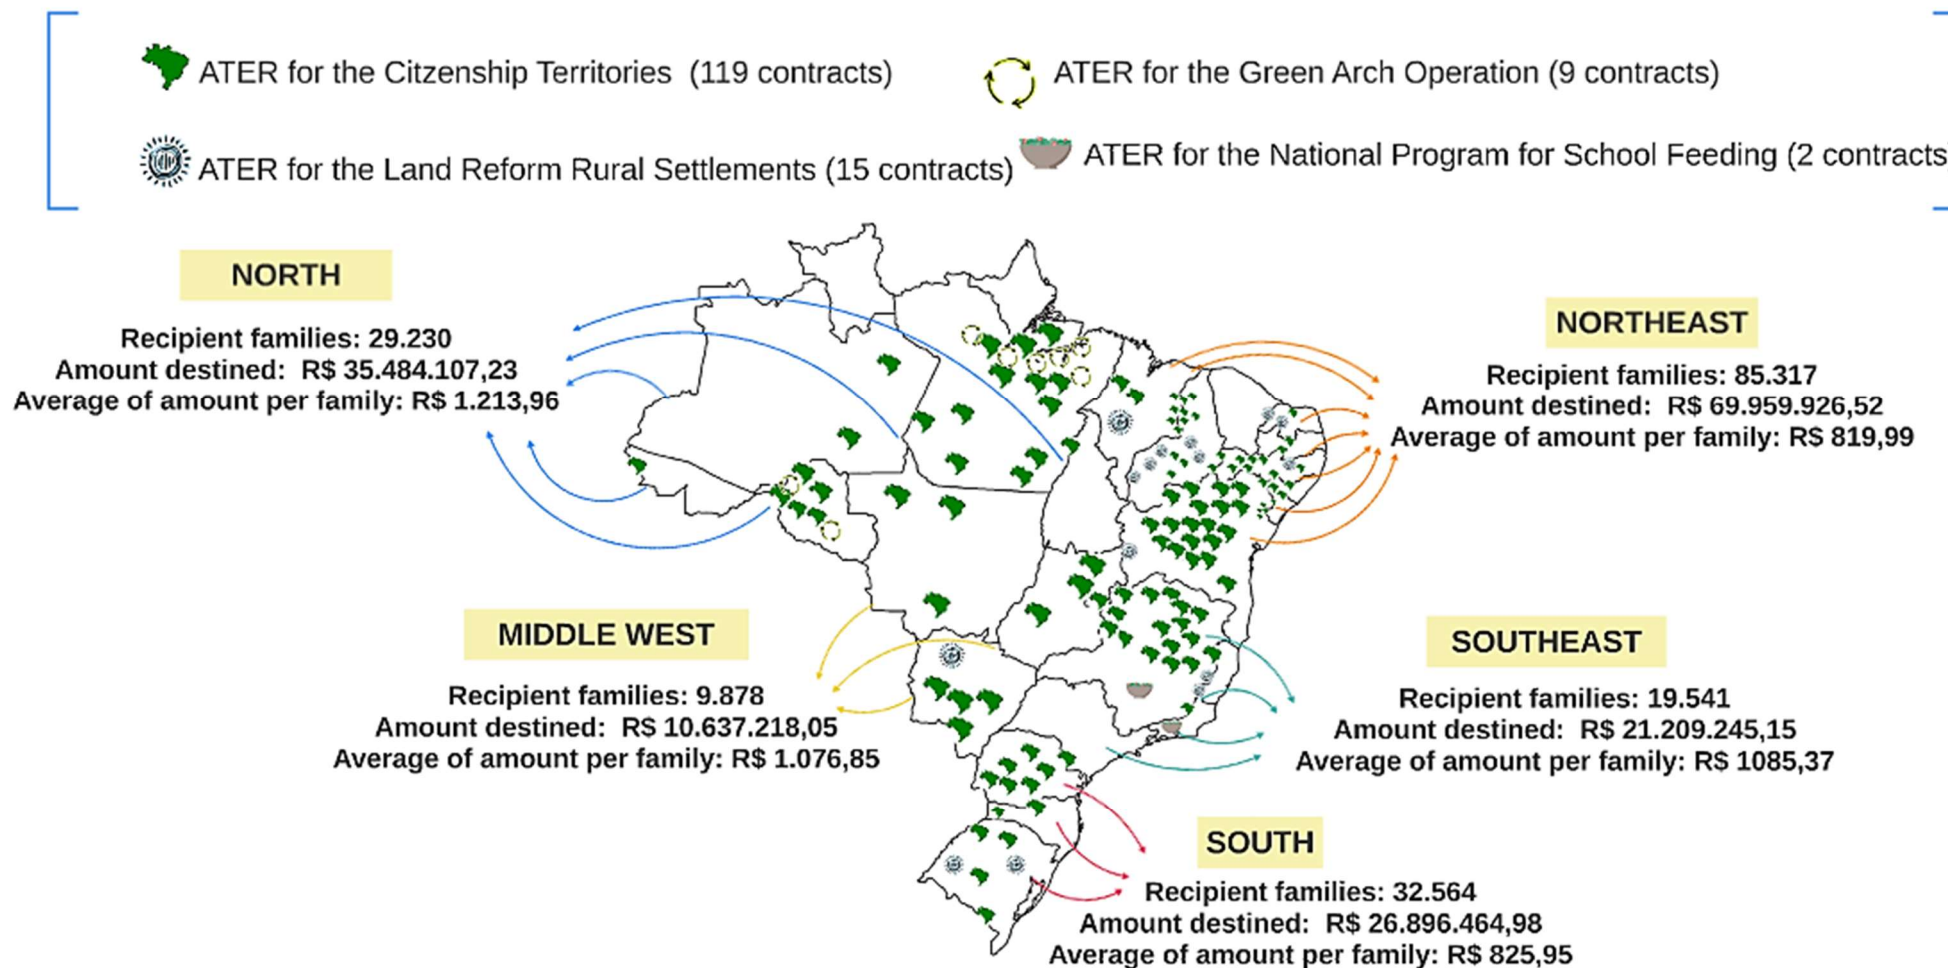 ATER for the Citzenship Territories (119 contracts)
ATER for the Green Arch Operation (9 contracts)
ATER for the Land Reform Rural Settlements (15 contracts)
ATER for the National Program for School Feeding (2 contracts
NORTH
Recipient families: 29.230
Amount destined: R$ 35.484.107,23
Average of amount per family: R$ 1.213,96
NORTHEAST
Recipient families: 85.317
Amount destined: R$ 69.959.926,52
Average of amount per family: R$ 819,99
MIDDLE WEST
Recipient families: 9.878
Amount destined: R$ 10.637.218,05
Average of amount per family: R$ 1.076,85
SOUTHEAST
Recipient families: 19.541
Amount destined: R$ 21.209.245,15
Average of amount per family: R$ 1085,37
SOUTH
Recipient families: 32.564
Amount destined: R$ 26.896.464,98
Average of amount per family: R$ 825,95